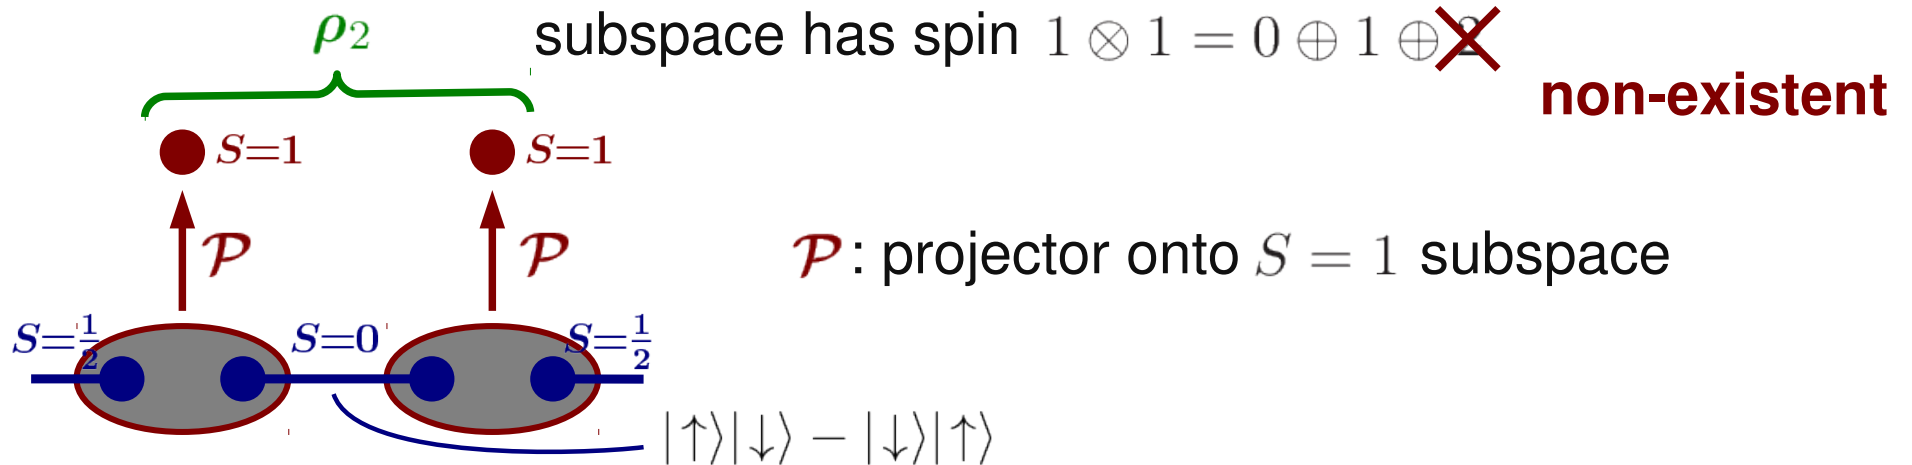 ρ₂ subspace has spin 1 ⊗ 1 = 0 ⊕ 1 ⊕ 2
non-existent
S=1 S=1
𝒫 𝒫 𝒫: projector onto S = 1 subspace
S=½ S=0 S=½
|↑⟩|↓⟩ − |↓⟩|↑⟩